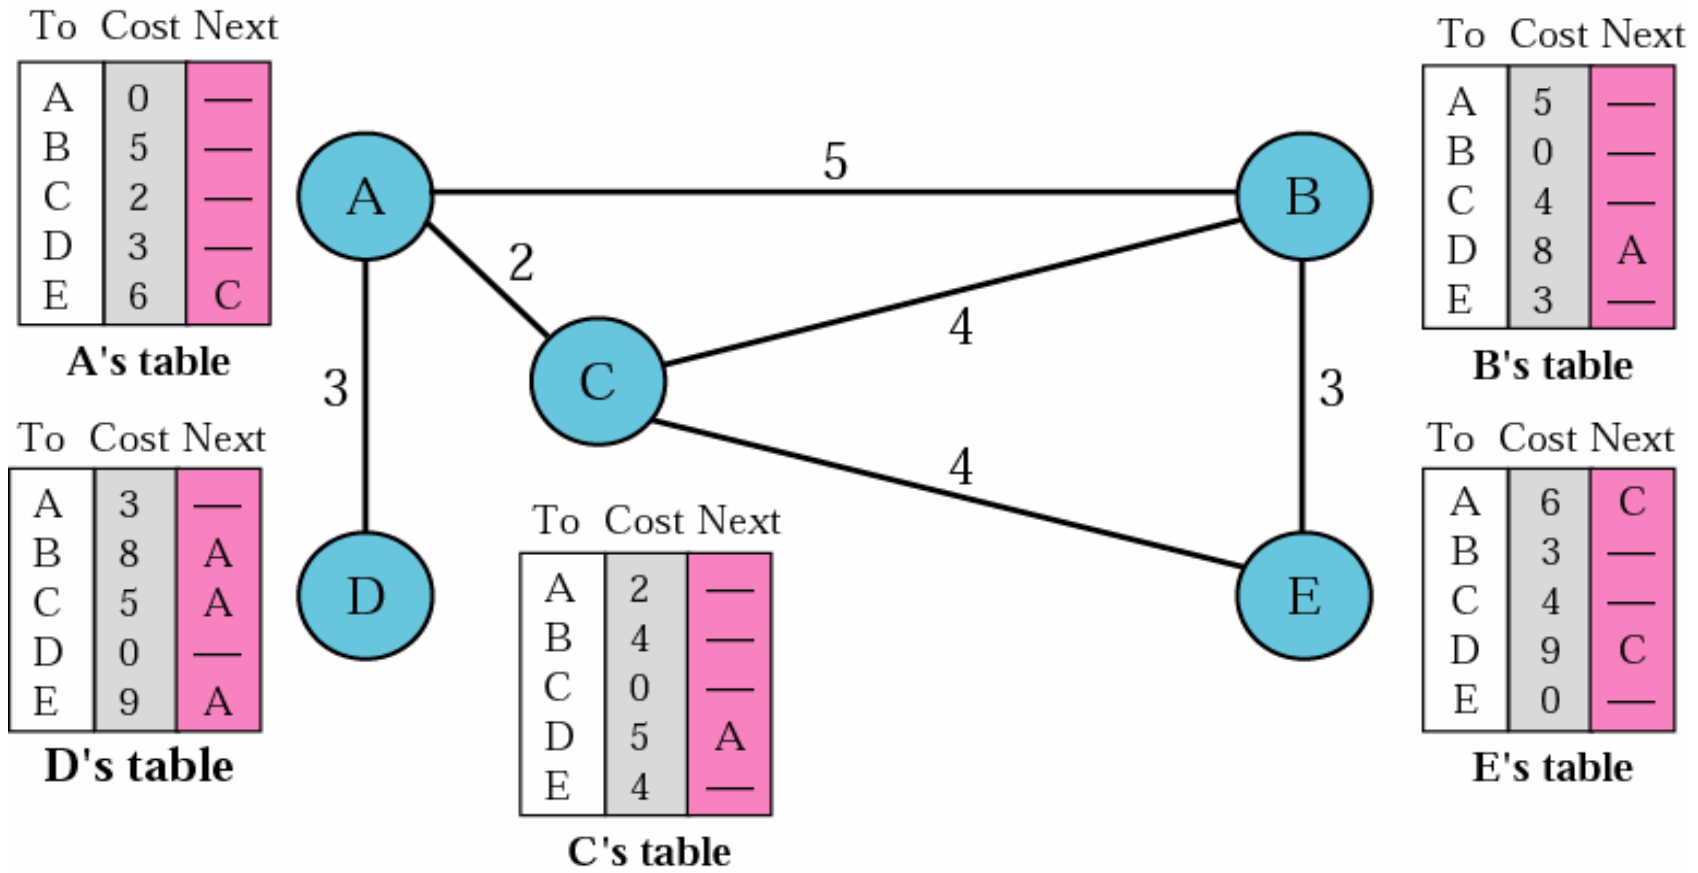 To Cost Next
A 0 —
B 5 —
C 2 —
D 3 —
E 6 C
A's table
To Cost Next
A 5 —
B 0 —
C 4 —
D 8 A
E 3 —
B's table
A
5
B
2
C
4
3
3
4
D
E
To Cost Next
A 3 —
B 8 A
C 5 A
D 0 —
E 9 A
D's table
To Cost Next
A 2 —
B 4 —
C 0 —
D 5 A
E 4 —
C's table
To Cost Next
A 6 C
B 3 —
C 4 —
D 9 C
E 0 —
E's table